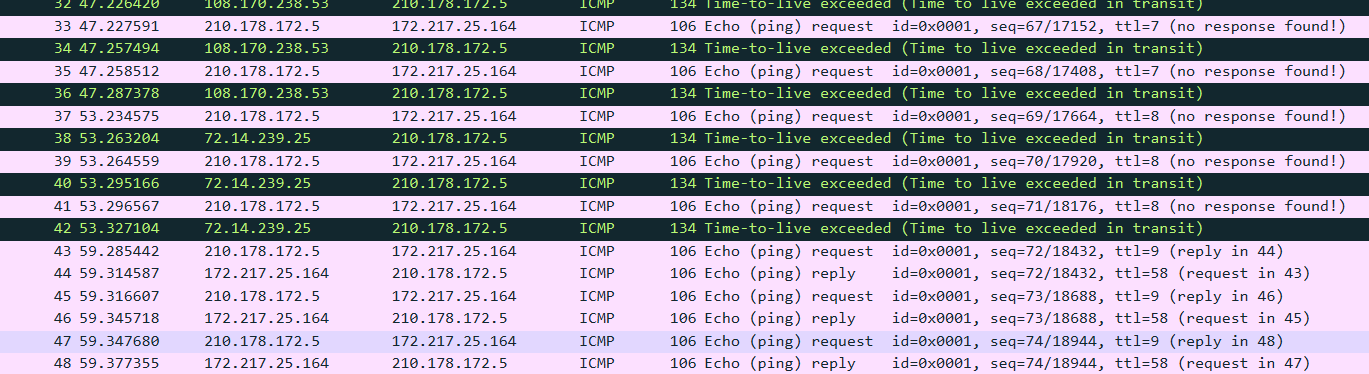 32 47.226420 108.170.238.53 210.178.172.5 ICMP 134 Time-to-live exceeded (Time to live exceeded in transit)
33 47.227591 210.178.172.5 172.217.25.164 ICMP 106 Echo (ping) request id=0x0001, seq=67/17152, ttl=7 (no response found!)
34 47.257494 108.170.238.53 210.178.172.5 ICMP 134 Time-to-live exceeded (Time to live exceeded in transit)
35 47.258512 210.178.172.5 172.217.25.164 ICMP 106 Echo (ping) request id=0x0001, seq=68/17408, ttl=7 (no response found!)
36 47.287378 108.170.238.53 210.178.172.5 ICMP 134 Time-to-live exceeded (Time to live exceeded in transit)
37 53.234575 210.178.172.5 172.217.25.164 ICMP 106 Echo (ping) request id=0x0001, seq=69/17664, ttl=8 (no response found!)
38 53.263204 72.14.239.25 210.178.172.5 ICMP 134 Time-to-live exceeded (Time to live exceeded in transit)
39 53.264559 210.178.172.5 172.217.25.164 ICMP 106 Echo (ping) request id=0x0001, seq=70/17920, ttl=8 (no response found!)
40 53.295166 72.14.239.25 210.178.172.5 ICMP 134 Time-to-live exceeded (Time to live exceeded in transit)
41 53.296567 210.178.172.5 172.217.25.164 ICMP 106 Echo (ping) request id=0x0001, seq=71/18176, ttl=8 (no response found!)
42 53.327104 72.14.239.25 210.178.172.5 ICMP 134 Time-to-live exceeded (Time to live exceeded in transit)
43 59.285442 210.178.172.5 172.217.25.164 ICMP 106 Echo (ping) request id=0x0001, seq=72/18432, ttl=9 (reply in 44)
44 59.314587 172.217.25.164 210.178.172.5 ICMP 106 Echo (ping) reply id=0x0001, seq=72/18432, ttl=58 (request in 43)
45 59.316607 210.178.172.5 172.217.25.164 ICMP 106 Echo (ping) request id=0x0001, seq=73/18688, ttl=9 (reply in 46)
46 59.345718 172.217.25.164 210.178.172.5 ICMP 106 Echo (ping) reply id=0x0001, seq=73/18688, ttl=58 (request in 45)
47 59.347680 210.178.172.5 172.217.25.164 ICMP 106 Echo (ping) request id=0x0001, seq=74/18944, ttl=9 (reply in 48)
48 59.377355 172.217.25.164 210.178.172.5 ICMP 106 Echo (ping) reply id=0x0001, seq=74/18944, ttl=58 (request in 47)